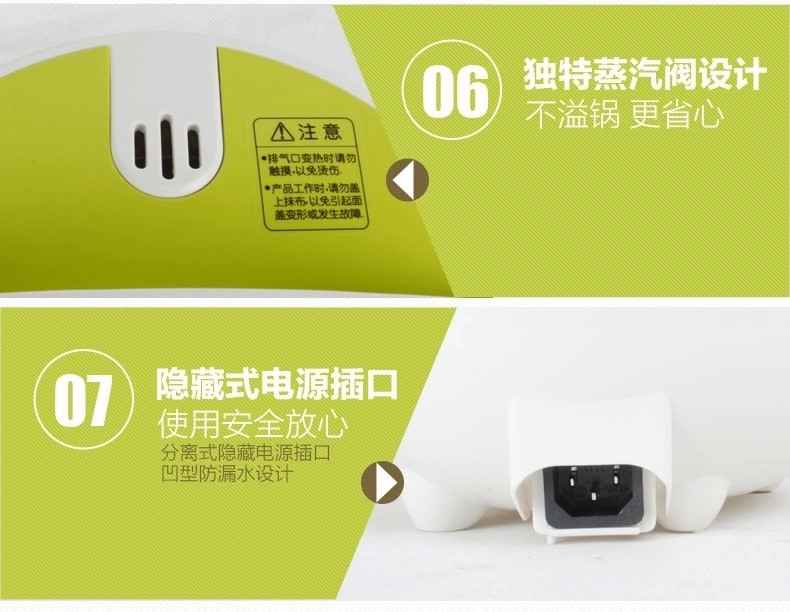 06
独特蒸汽阀设计
不溢锅 更省心
注意
•排气口变热时请勿
触摸,以免烫伤.
•产品工作时,请勿盖
上抹布,以免引起面
盖变形或发生故障.
07
隐藏式电源插口
使用安全放心
分离式隐藏电源插口
凹型防漏水设计